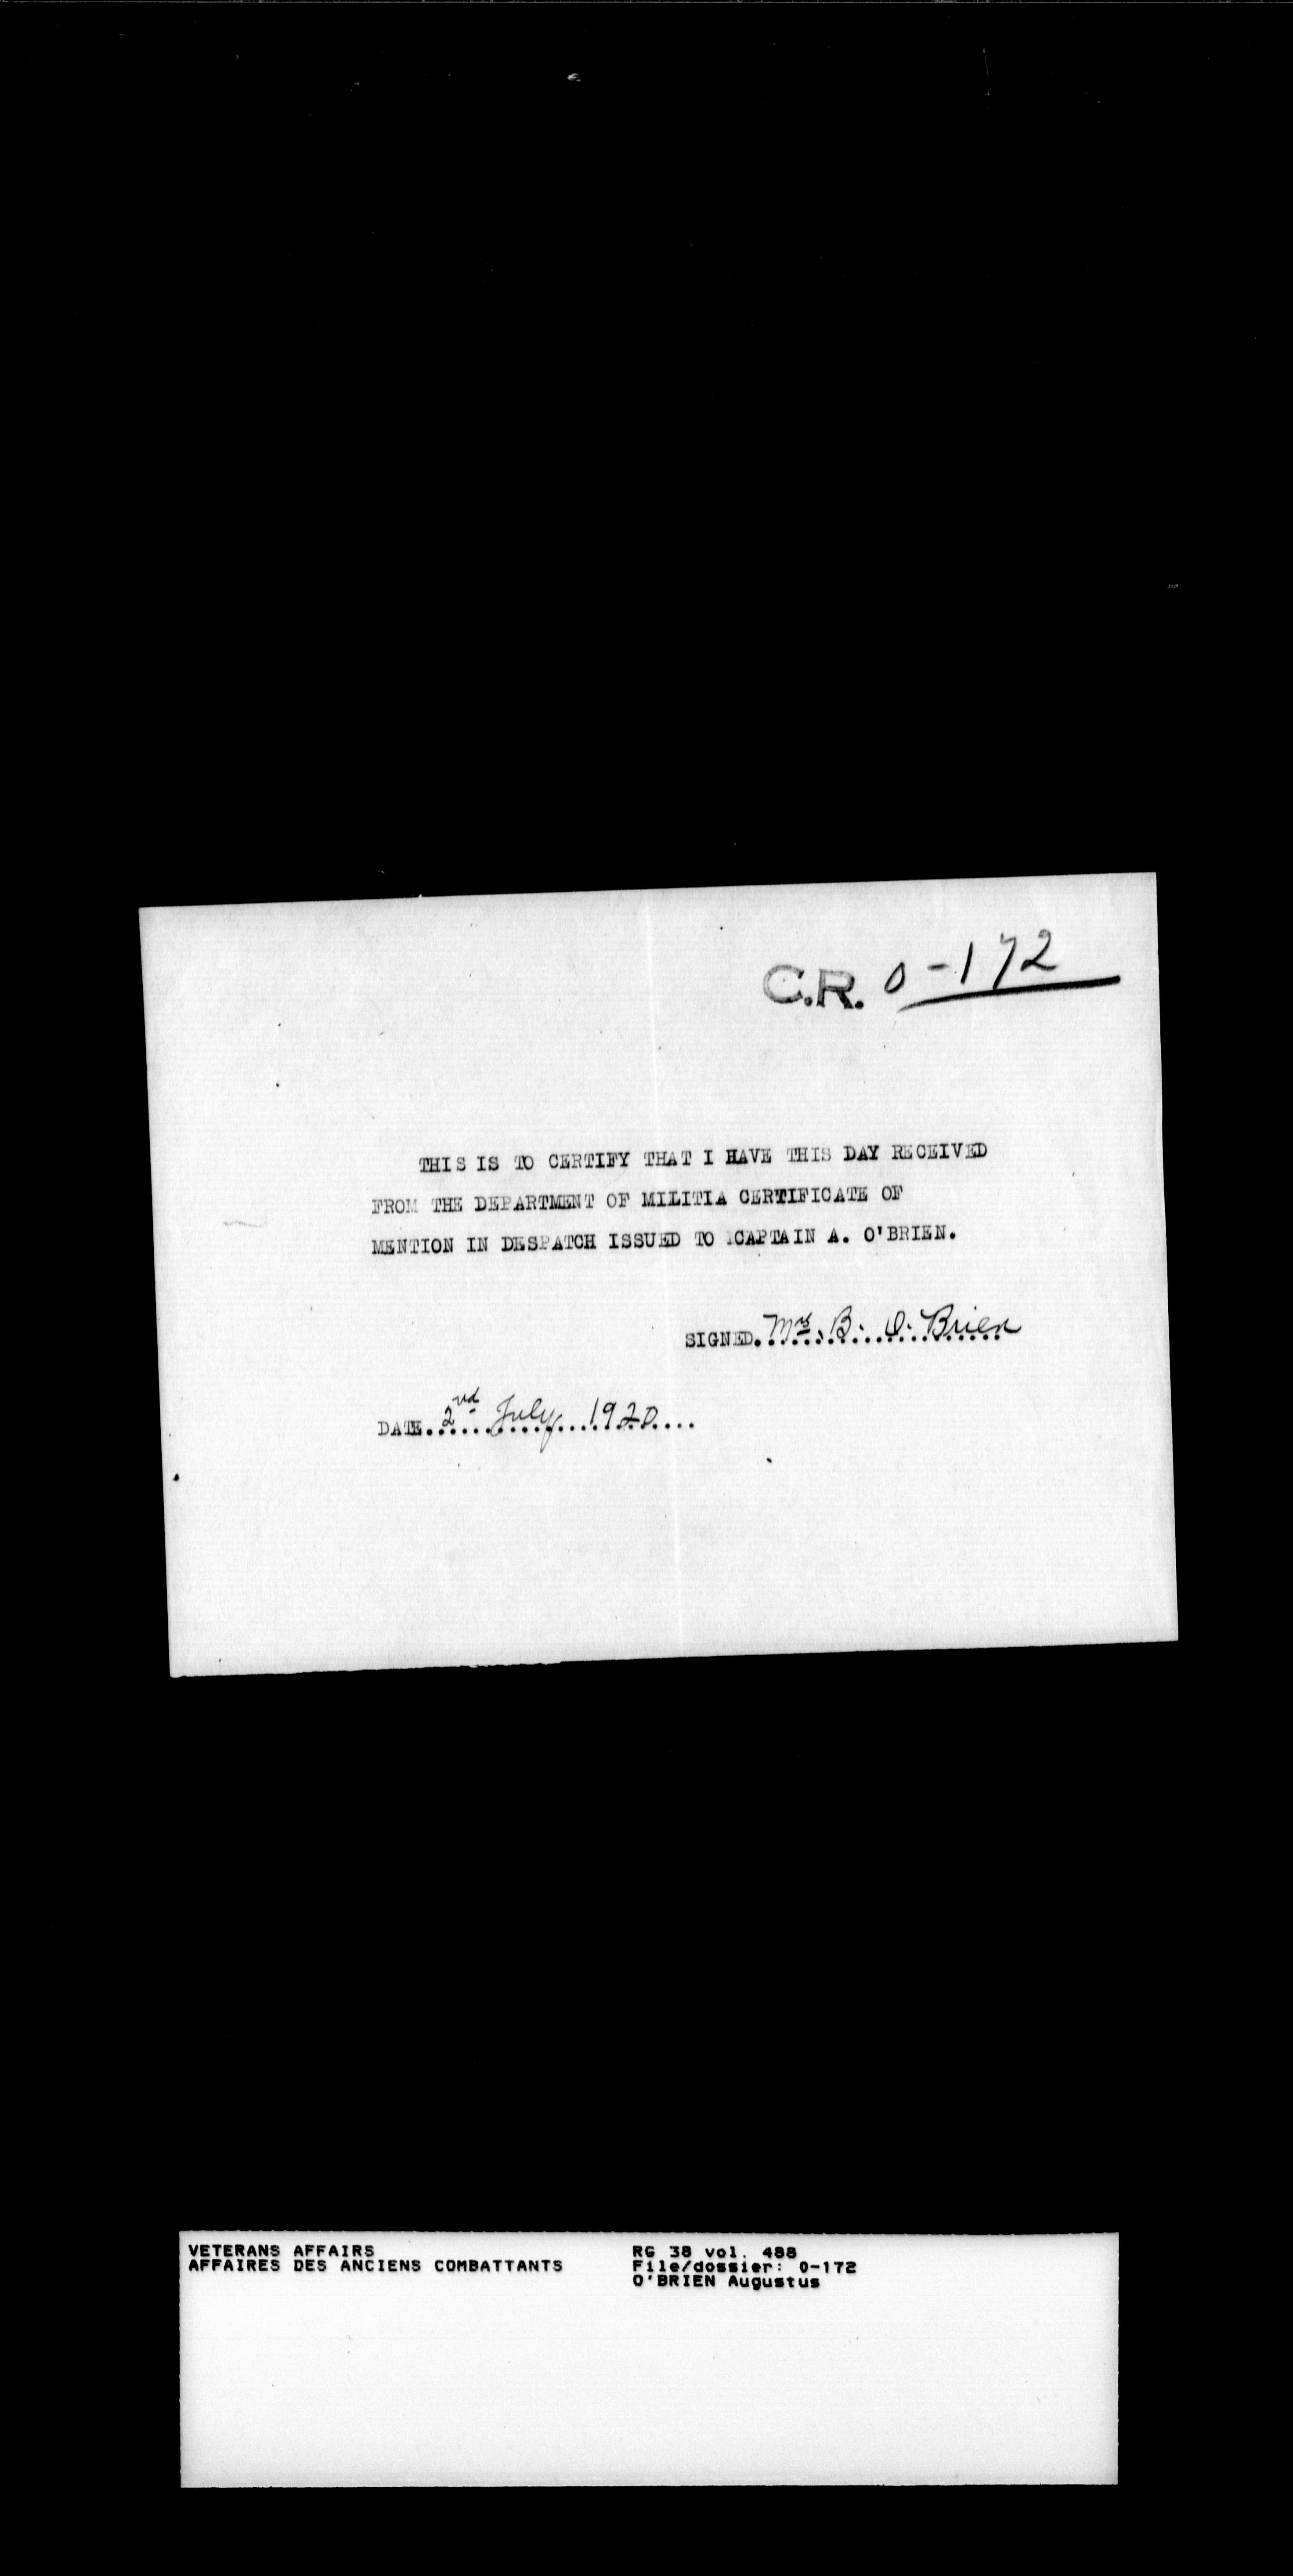 C.R. 0-172
THIS IS TO CERTIFY THAT I HAVE THIS DAY RECEIVED
FROM THE DEPARTMENT OF MILITIA CERTIFICATE OF
MENTION IN DESPATCH ISSUED TO CAPTAIN A. O'BRIEN.
SIGNED. Mrs. B. O'Brien
DATE. 2nd July 1920
VETERANS AFFAIRS
AFFAIRES DES ANCIENS COMBATTANTS
RG 38 vol. 488
File/dossier: 0-172
O'BRIEN Augustus